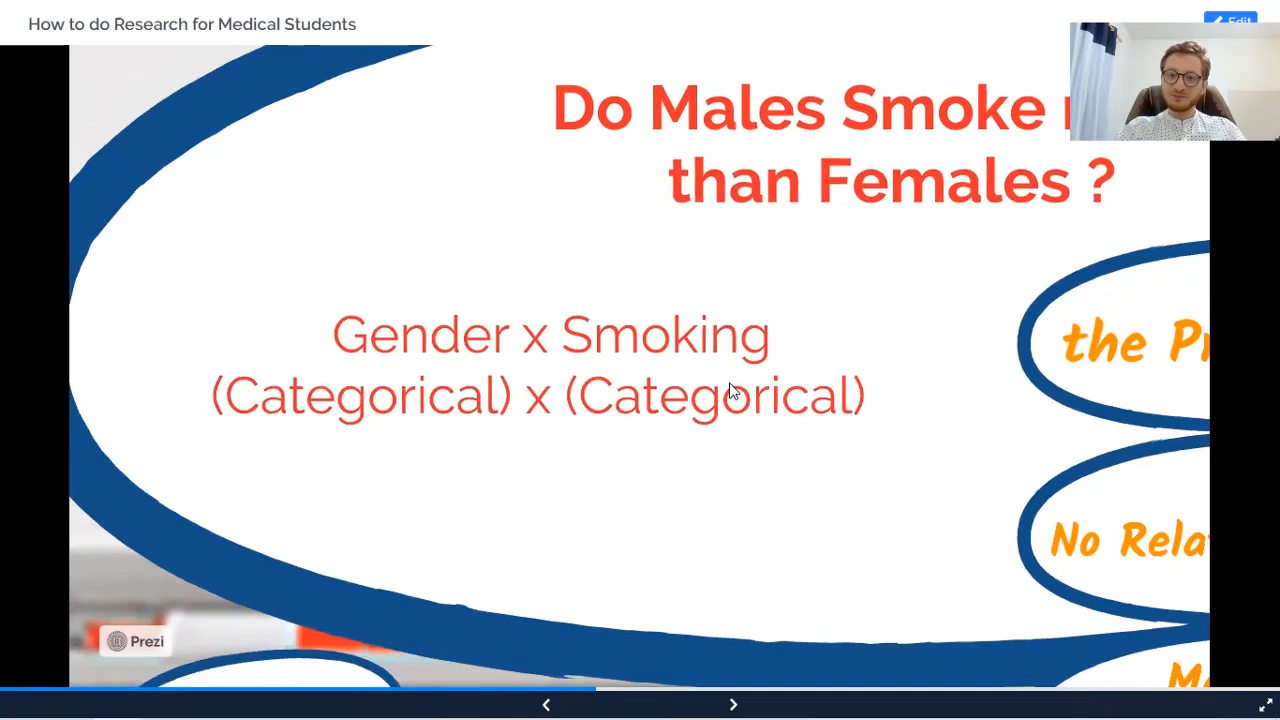 How to do Research for Medical Students
Edit
Do Males Smoke
than Females ?
Gender x Smoking
(Categorical) x (Categorical)
the
No
Prezi